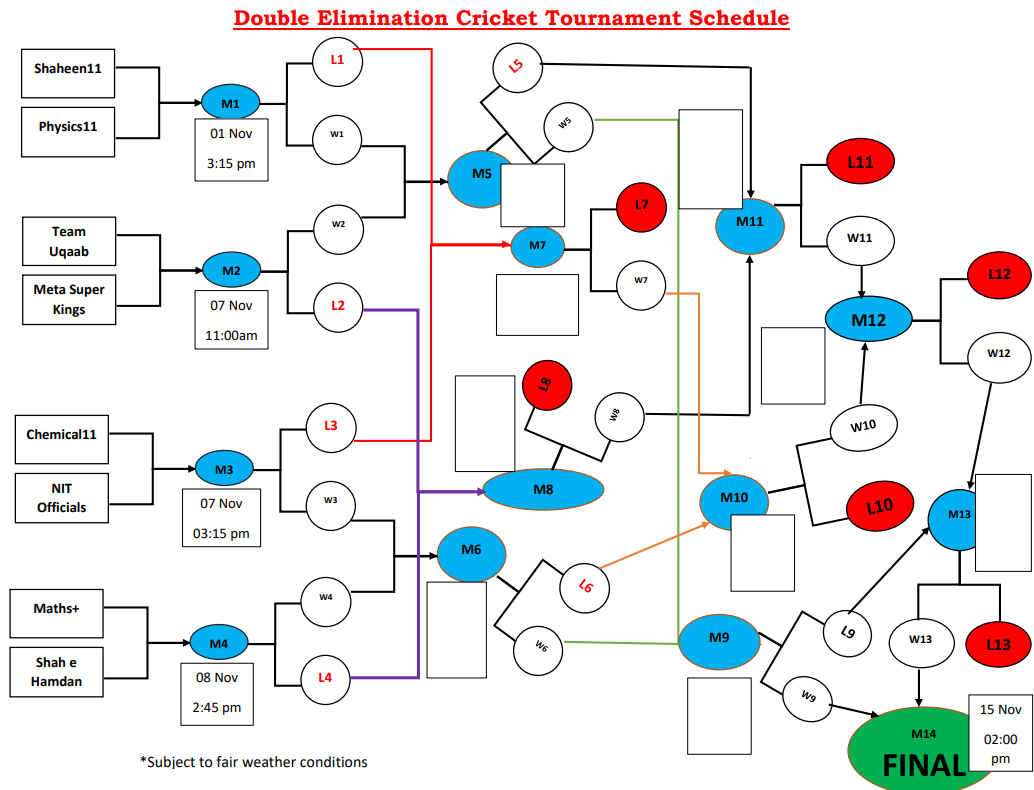 Double Elimination Cricket Tournament Schedule
Shaheen11
Physics11
M1
01 Nov
3:15 pm
L1
W1
Team
Uqaab
Meta Super
Kings
M2
07 Nov
11:00am
W2
L2
Chemical11
NIT
Officials
M3
07 Nov
03:15 pm
L3
W3
Maths+
Shah e
Hamdan
M4
08 Nov
2:45 pm
W4
L4
M5
L5
W5
M7
L7
W7
M8
L8
W8
M6
L6
W6
M11
L11
W11
M12
L12
W12
M10
W10
L10
M9
L9
W9
M13
W13
L13
M14
FINAL
15 Nov
02:00
pm
*Subject to fair weather conditions